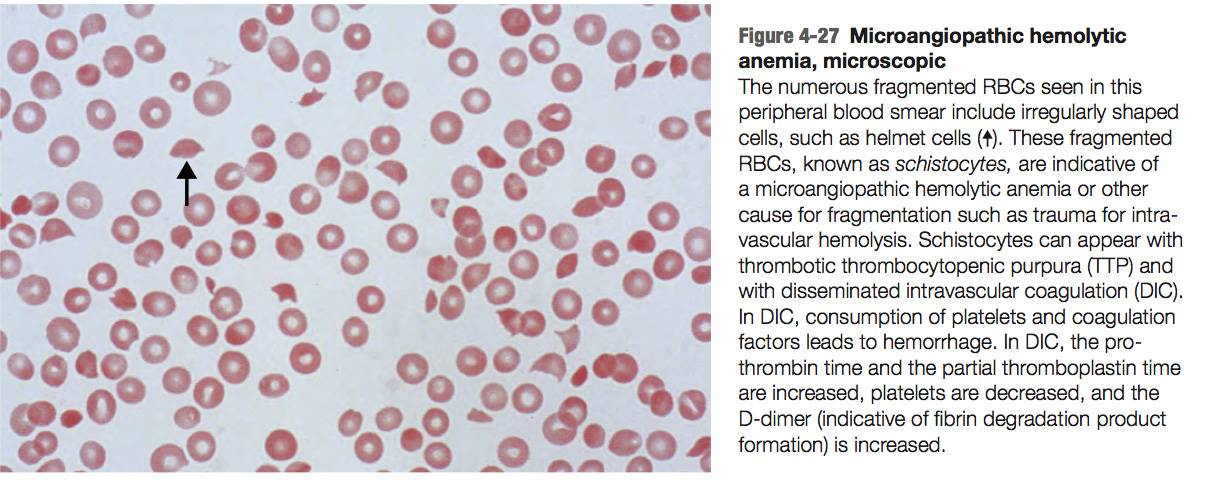 Figure 4-27 Microangiopathic hemolytic
anemia, microscopic
The numerous fragmented RBCs seen in this
peripheral blood smear include irregularly shaped
cells, such as helmet cells (↑). These fragmented
RBCs, known as schistocytes, are indicative of
a microangiopathic hemolytic anemia or other
cause for fragmentation such as trauma for intra-
vascular hemolysis. Schistocytes can appear with
thrombotic thrombocytopenic purpura (TTP) and
with disseminated intravascular coagulation (DIC).
In DIC, consumption of platelets and coagulation
factors leads to hemorrhage. In DIC, the pro-
thrombin time and the partial thromboplastin time
are increased, platelets are decreased, and the
D-dimer (indicative of fibrin degradation product
formation) is increased.